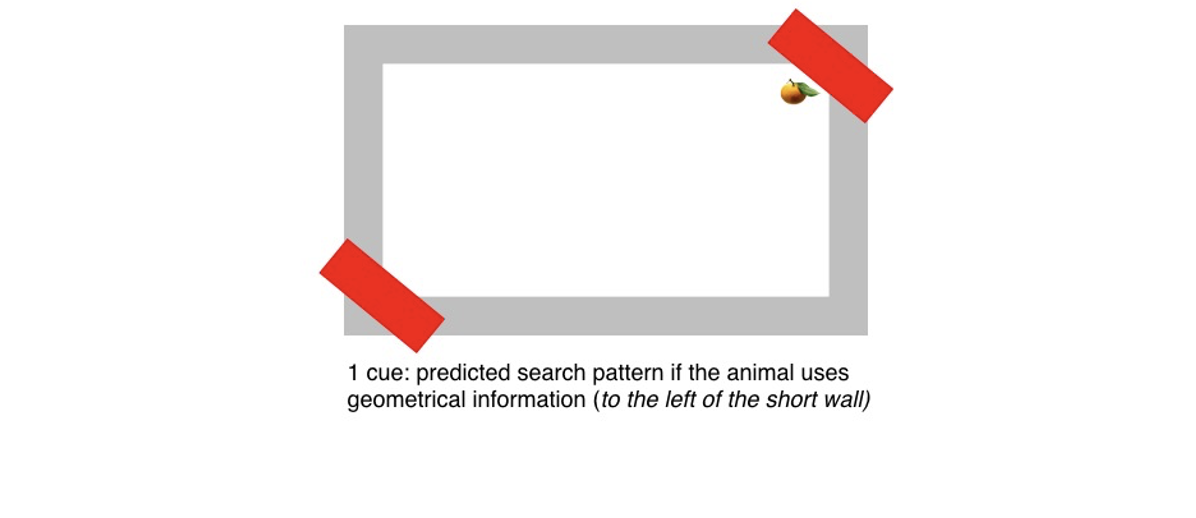 1 cue: predicted search pattern if the animal uses
geometrical information (to the left of the short wall)